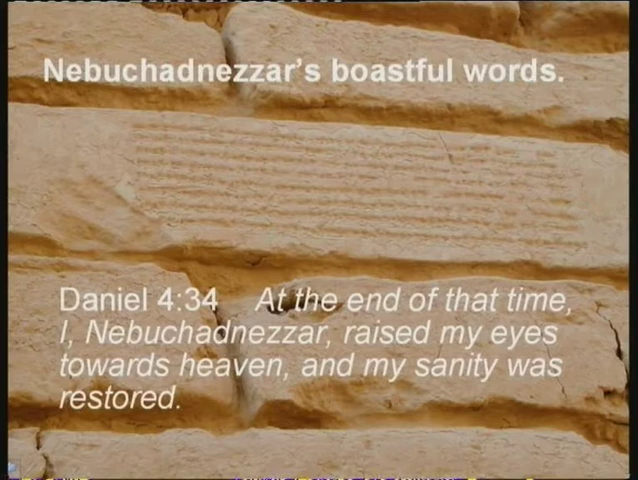 Nebuchadnezzar's boastful words.
Daniel 4:34 At the end of that time,
I, Nebuchadnezzar, raised my eyes
towards heaven, and my sanity was
restored.